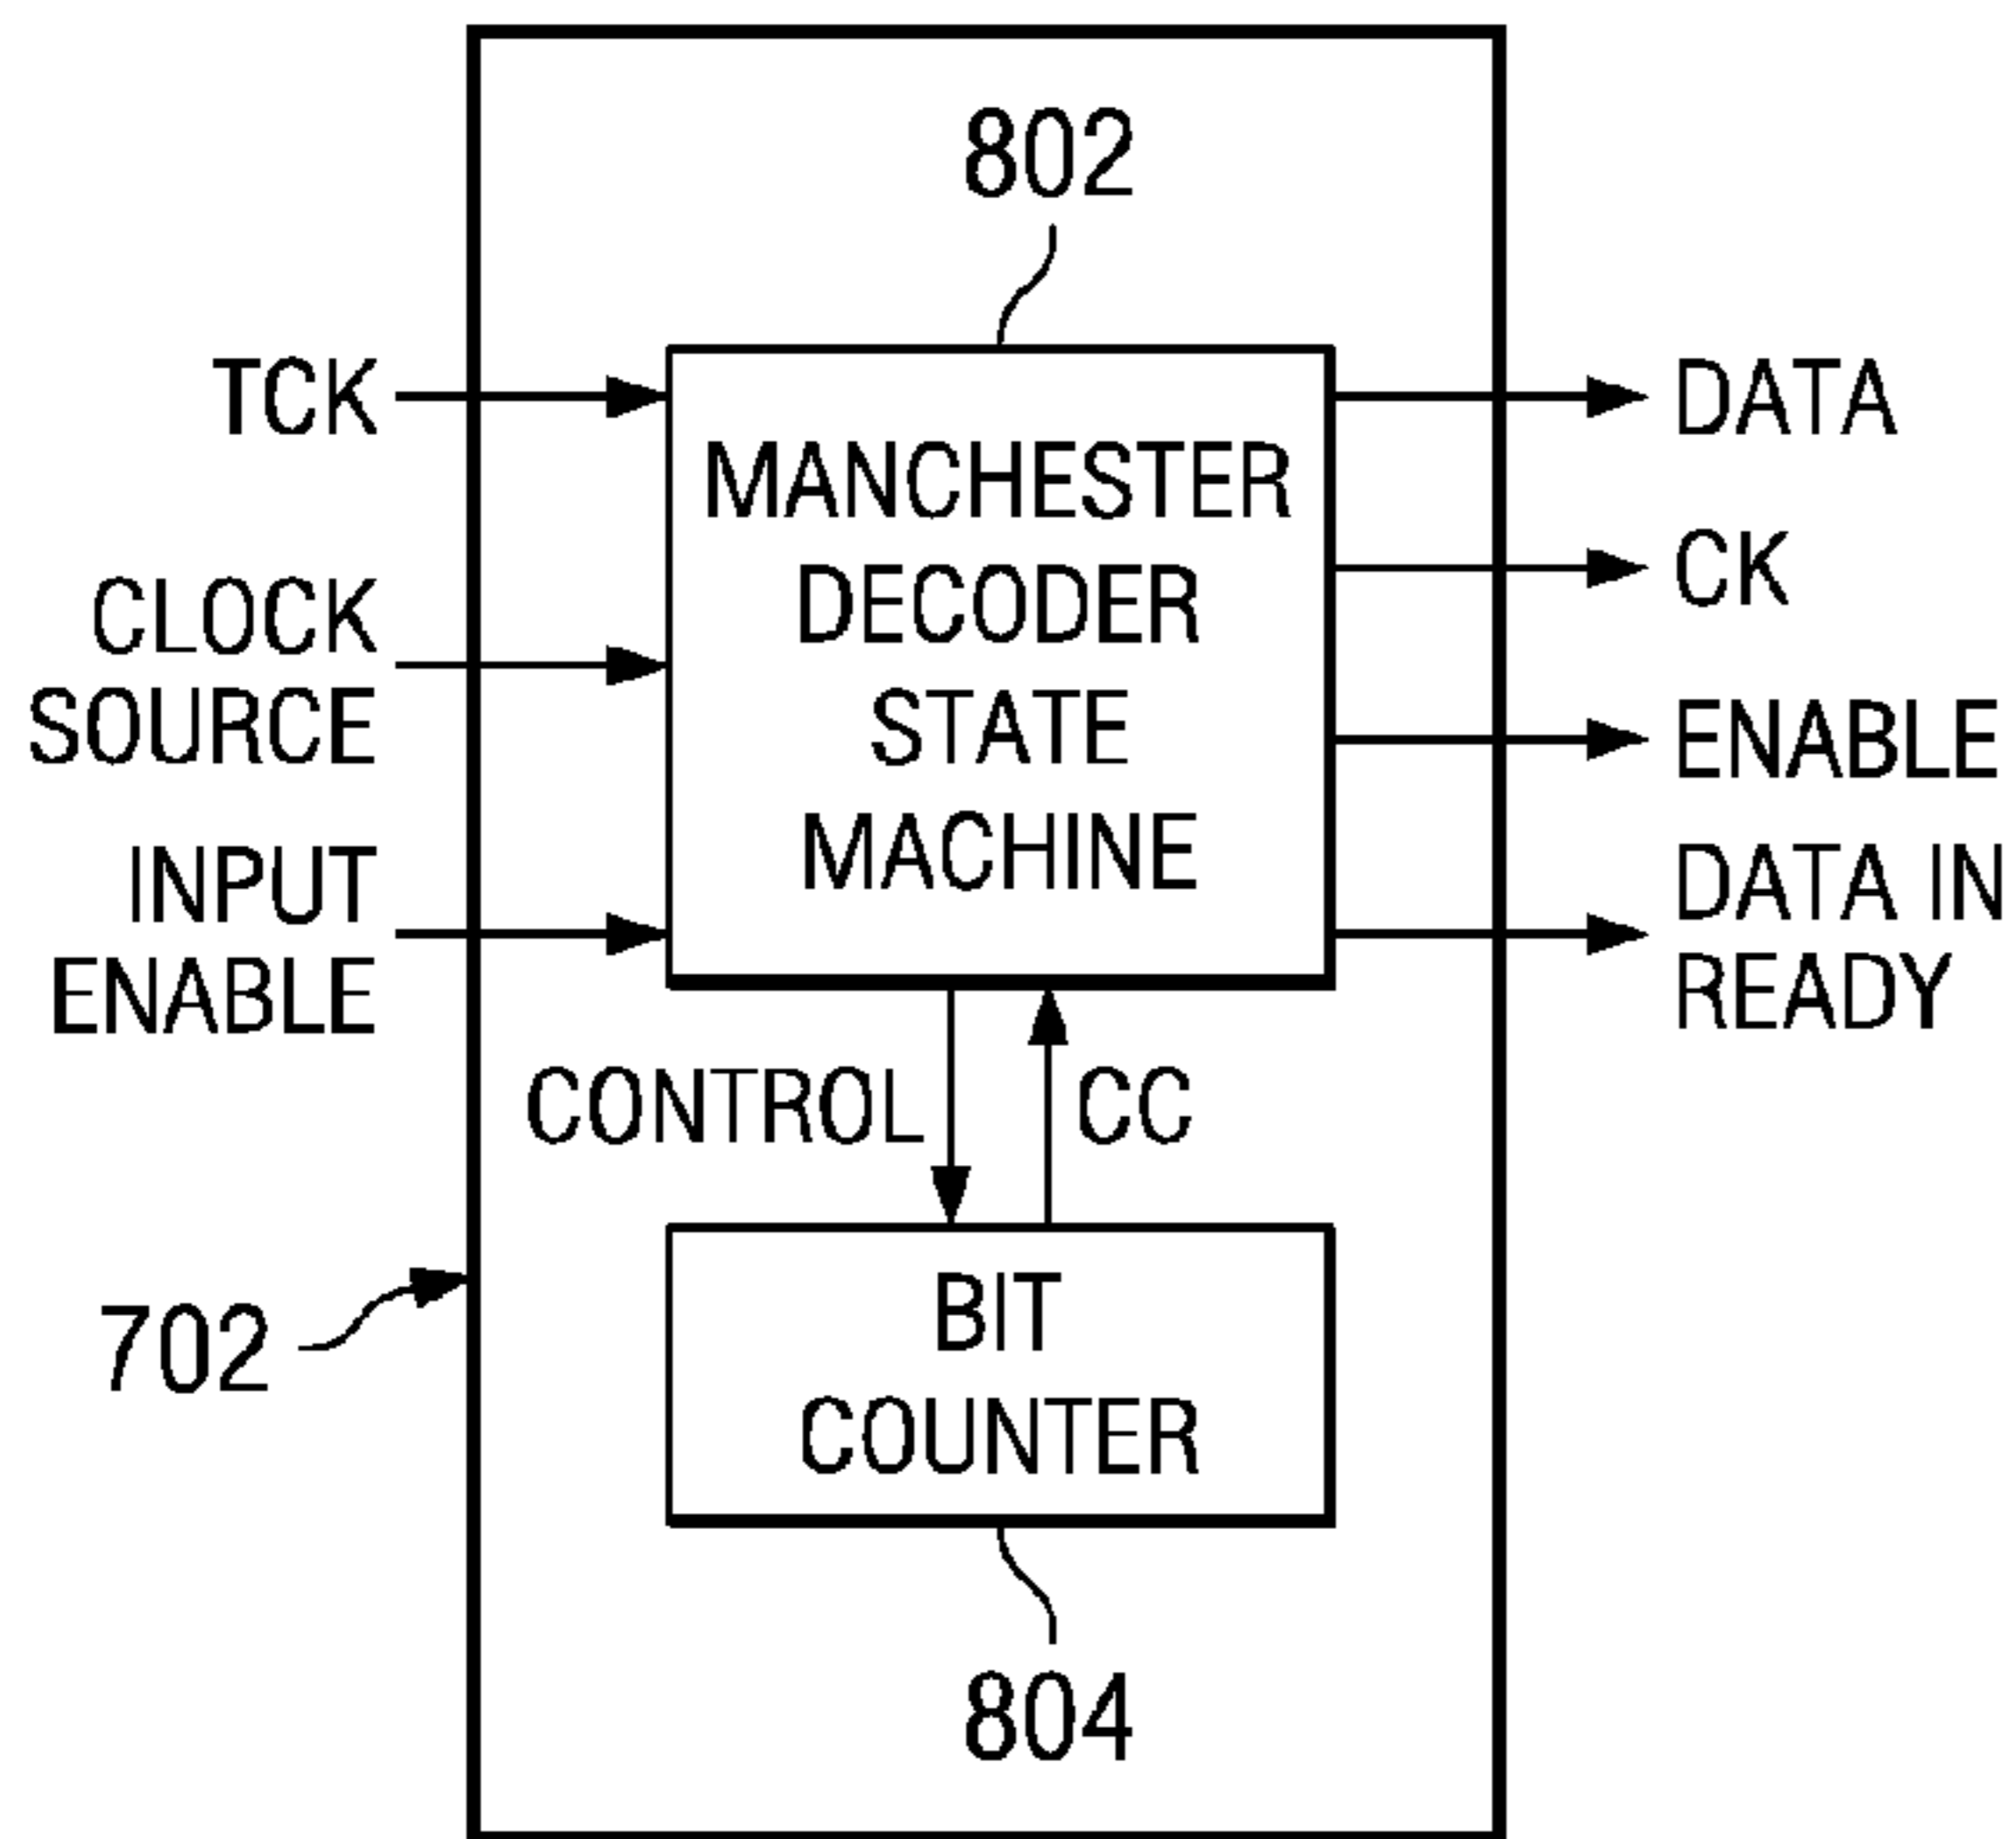 802
TCK
CLOCK
SOURCE
INPUT
ENABLE
MANCHESTER
DECODER
STATE
MACHINE
DATA
CK
ENABLE
DATA IN
READY
CONTROL
CC
BIT
COUNTER
702
804